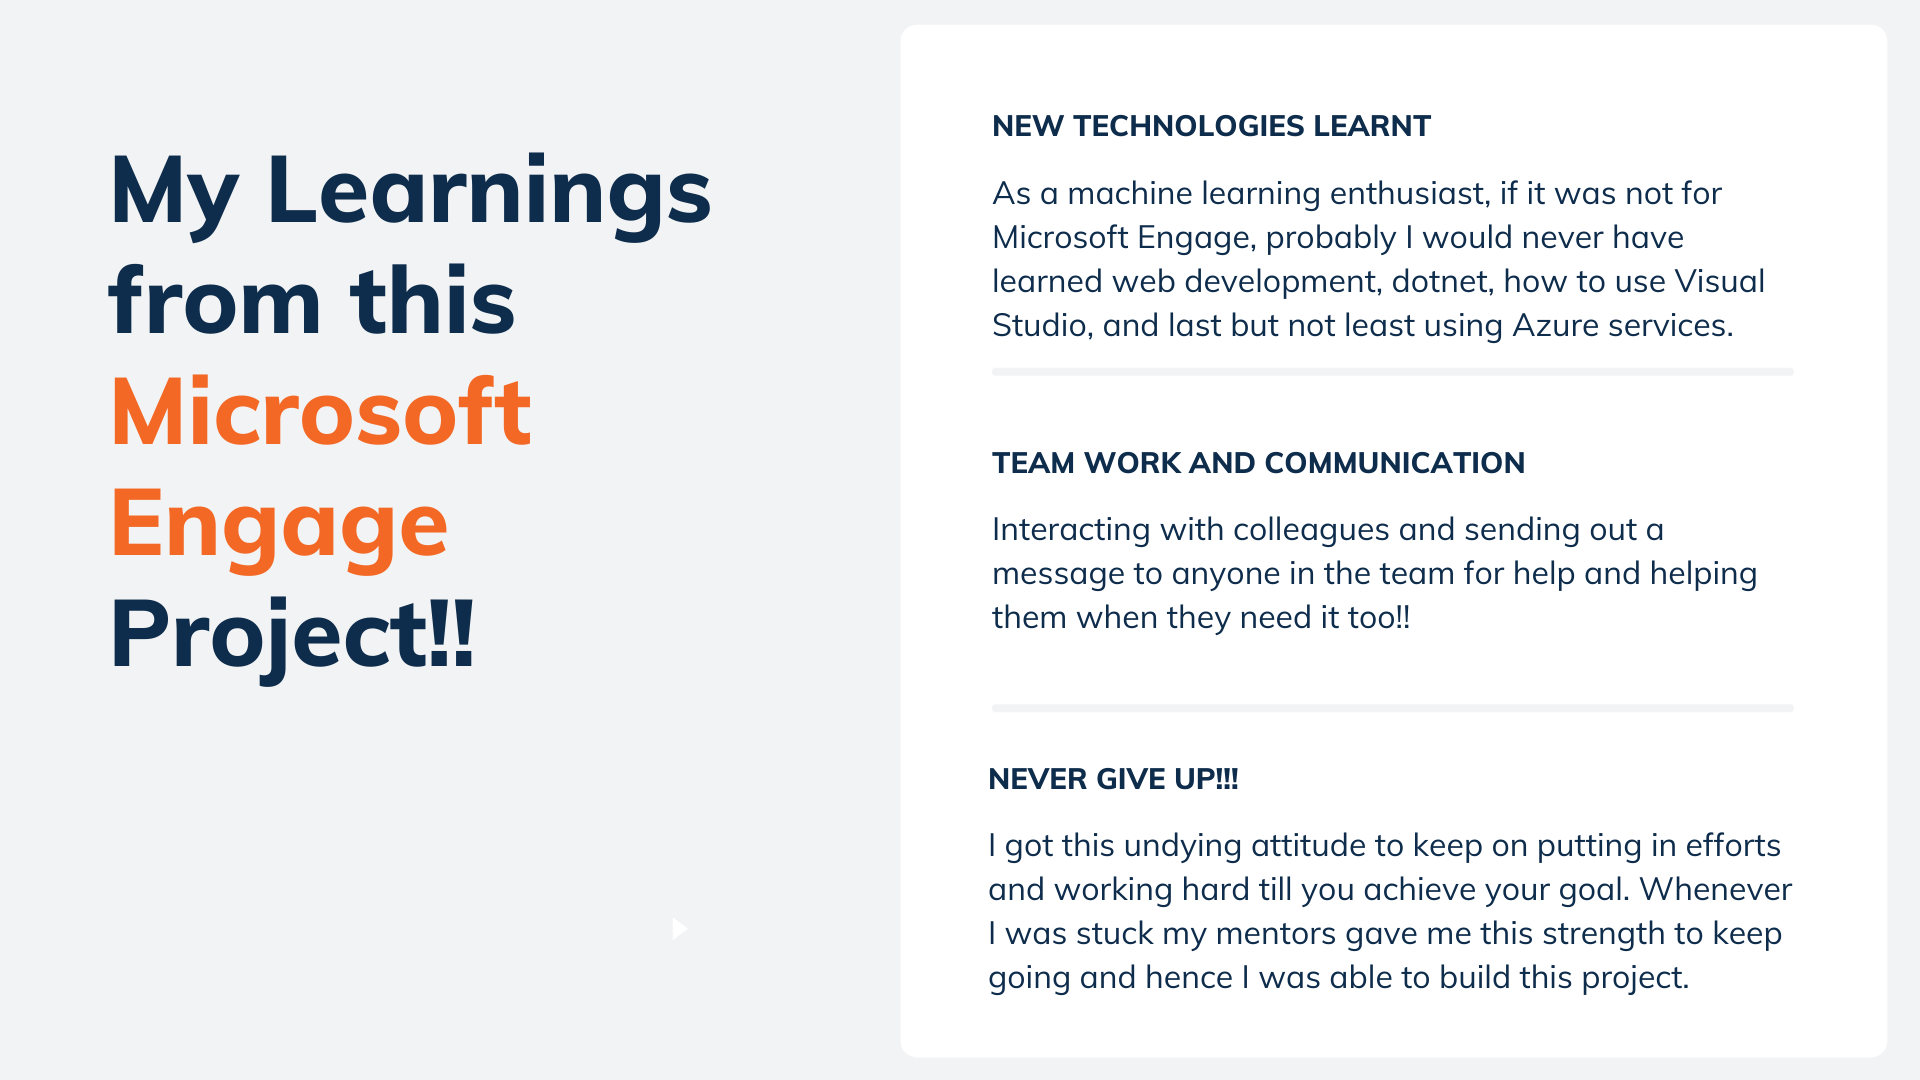 My Learnings
from this
Microsoft
Engage
Project!!
NEW TECHNOLOGIES LEARNT
As a machine learning enthusiast, if it was not for
Microsoft Engage, probably I would never have
learned web development, dotnet, how to use Visual
Studio, and last but not least using Azure services.
TEAM WORK AND COMMUNICATION
Interacting with colleagues and sending out a
message to anyone in the team for help and helping
them when they need it too!!
NEVER GIVE UP!!!
I got this undying attitude to keep on putting in efforts
and working hard till you achieve your goal. Whenever
I was stuck my mentors gave me this strength to keep
going and hence I was able to build this project.